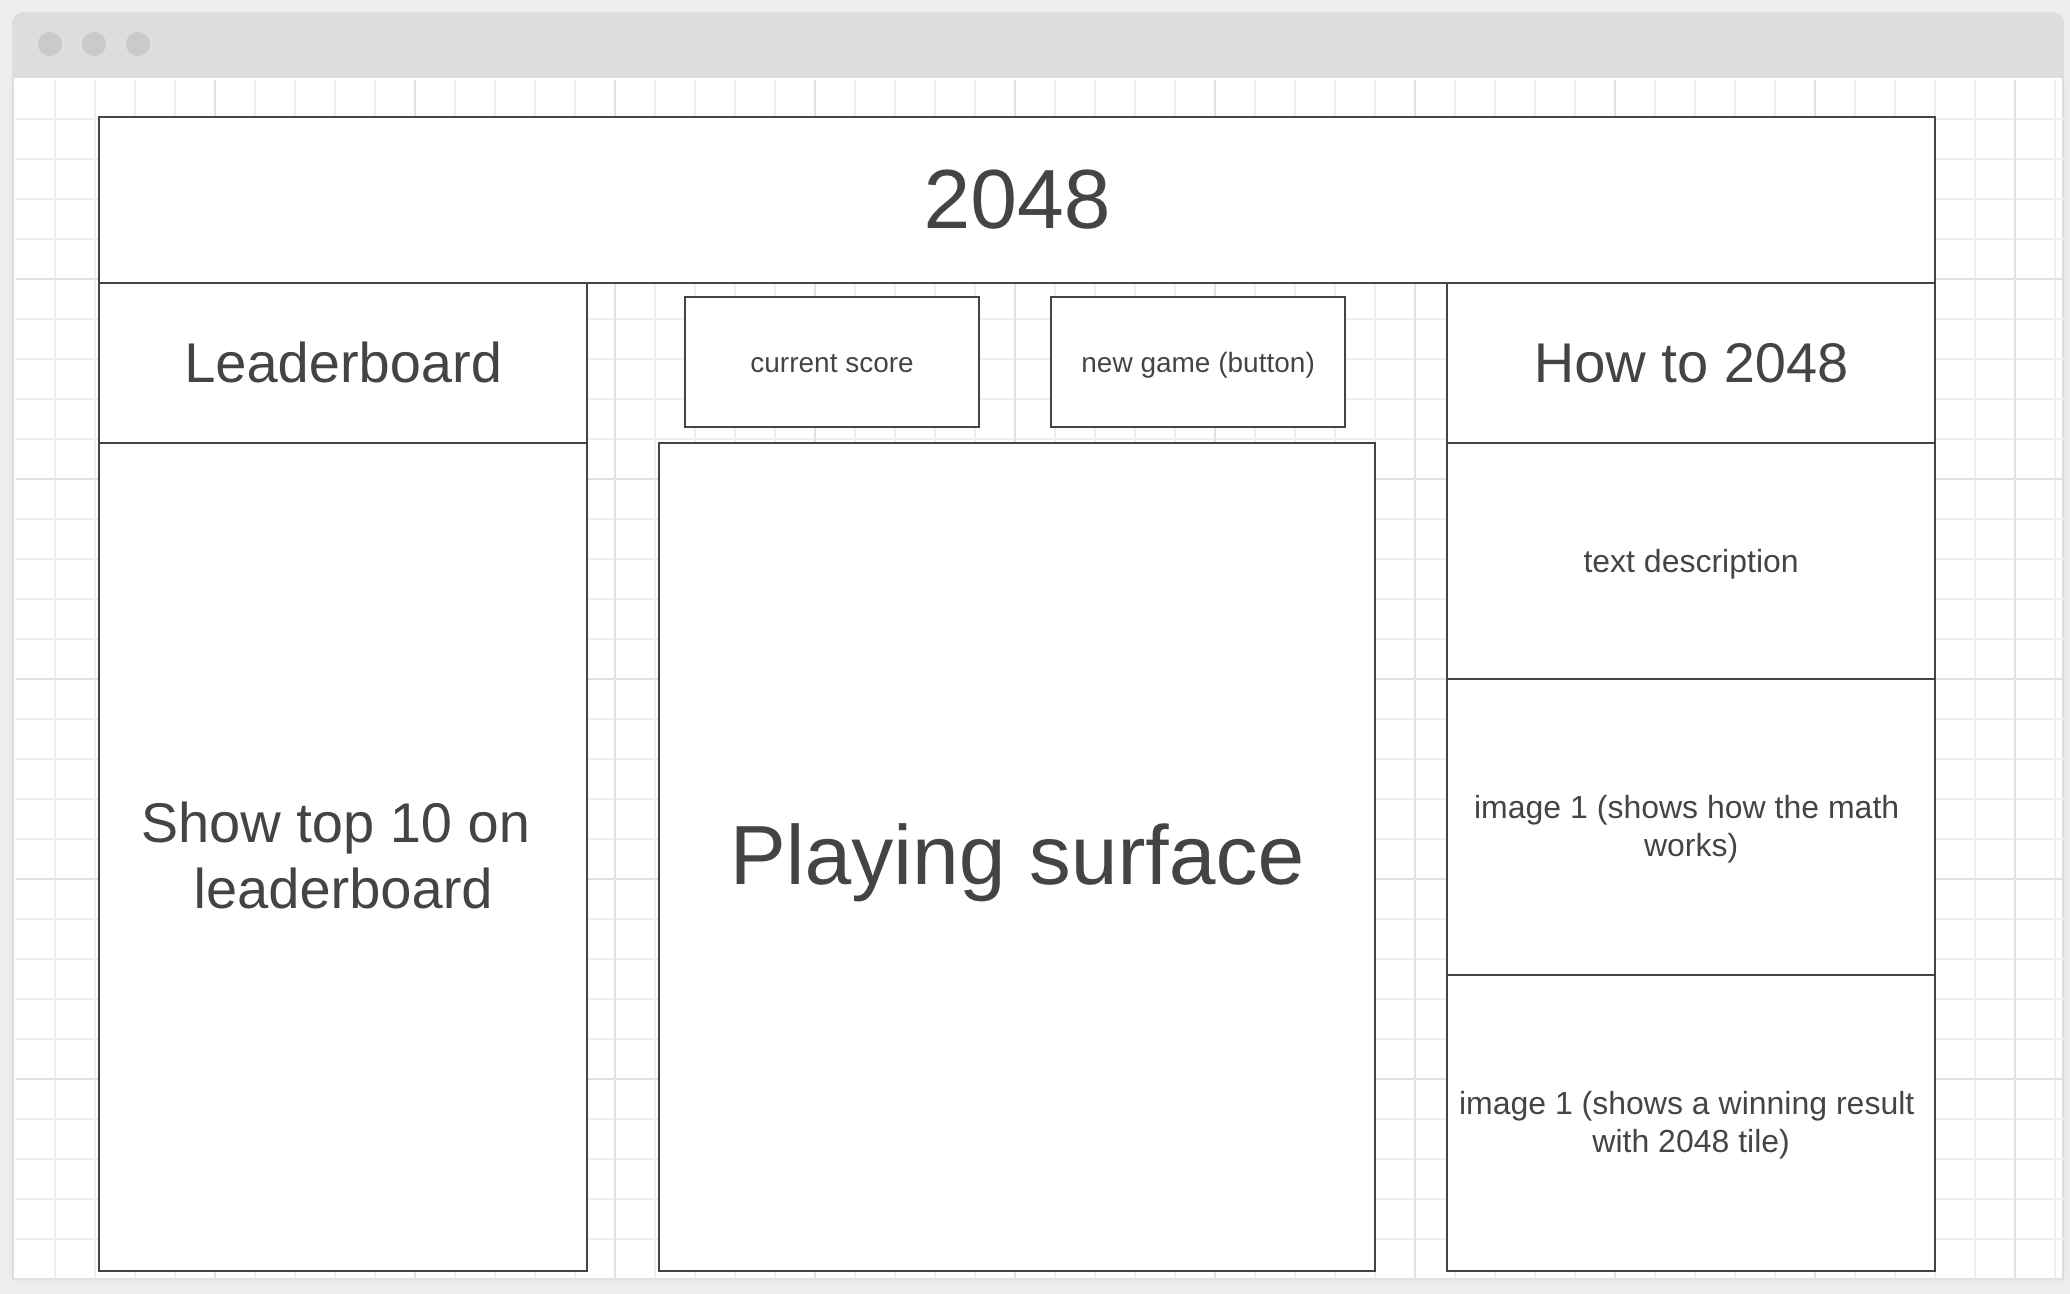 2048
Leaderboard
current score
new game (button)
How to 2048
Show top 10 on
leaderboard
Playing surface
text description
image 1 (shows how the math
works)
image 1 (shows a winning result
with 2048 tile)